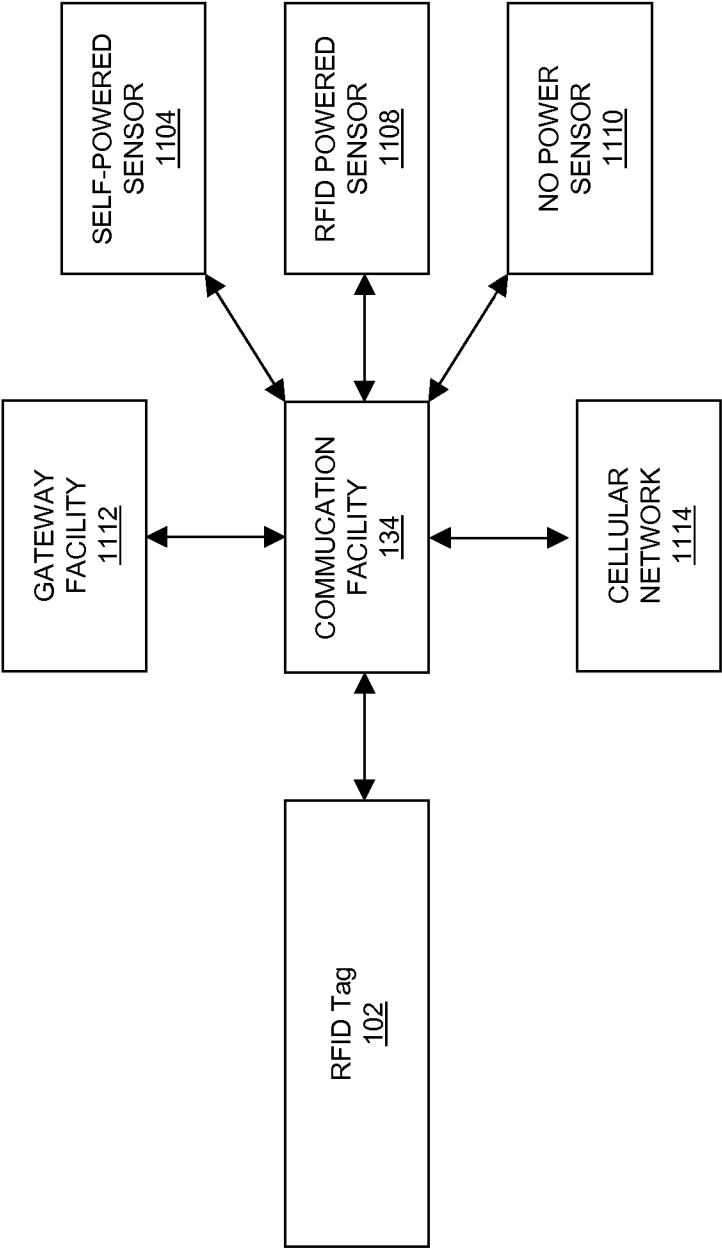 SELF-POWERED
SENSOR
1104
RFID POWERED
SENSOR
1108
NO POWER
SENSOR
1110
GATEWAY
FACILITY
1112
COMMUCATION
FACILITY
134
CELLULAR
NETWORK
1114
RFID Tag
102